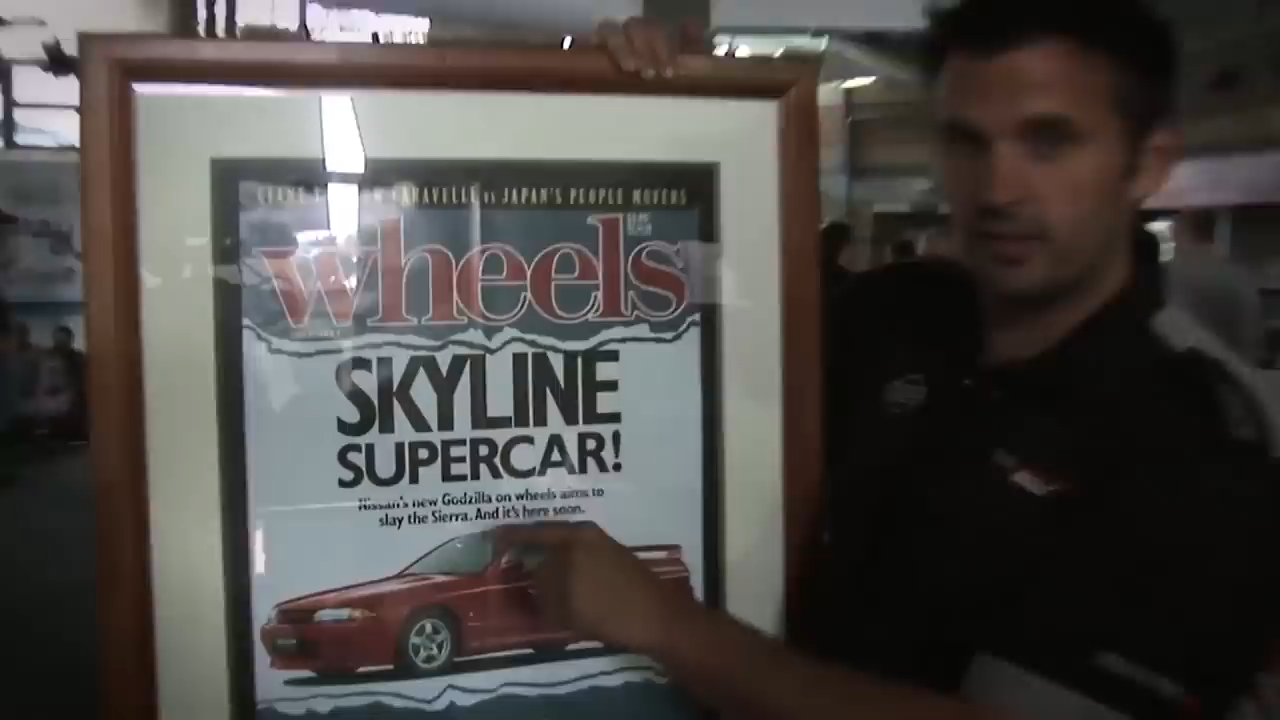 CARAVELLE vs JAPAN'S PEOPLE MOVERS
wheels
SKYLINE
SUPERCAR!
Nissan's new Godzilla on wheels aims to
slay the Sierra. And it's here soon.